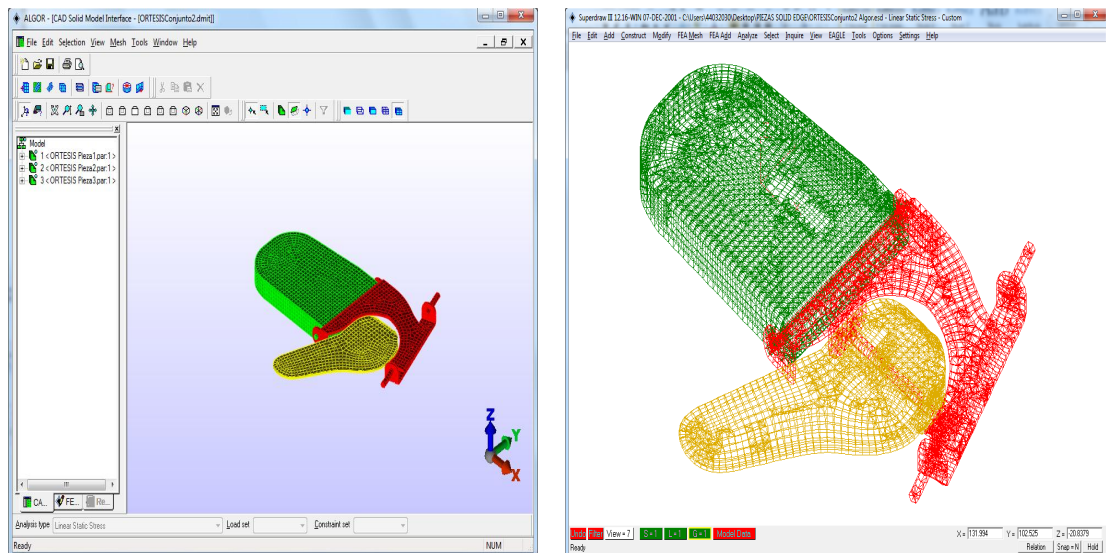 ALGOR - [CAD Solid Model Interface - [ORTESISConjunto2.dmit]]
File Edit Selection View Mesh Tools Window Help
Model
1 < ORTESIS Pieza1.par:1 >
2 < ORTESIS Pieza2.par:1 >
3 < ORTESIS Pieza3.par:1 >
Z
Y
X
CA... FE... Re...
Analysis type Linear Static Stress Load set Constraint set
Ready NUM
Superdraw III 12.16-WIN 07-DEC-2001 - C:\Users\44032030\Desktop\PIEZAS SOLID EDGE\ORTESISConjunto2 Algor.esd - Linear Static Stress - Custom
File Edit Add Construct Modify FEA Mesh FEA Add Analyze Select Inquire View EAGLE Tools Options Settings Help
Undo Filter View = 7 S=1 L=1 G=1 Model Data X = 131.994 Y = 102.525 Z = -20.8379
Ready Relation Snap = N Hold